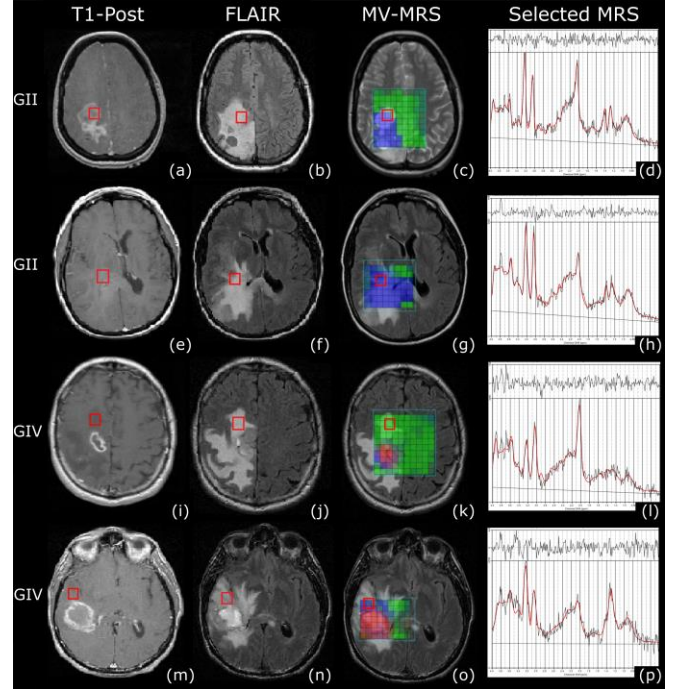 T1-Post FLAIR MV-MRS Selected MRS
GII
(a) (b) (c) (d)
GII
(e) (f) (g) (h)
GIV
(i) (j) (k) (l)
GIV
(m) (n) (o) (p)